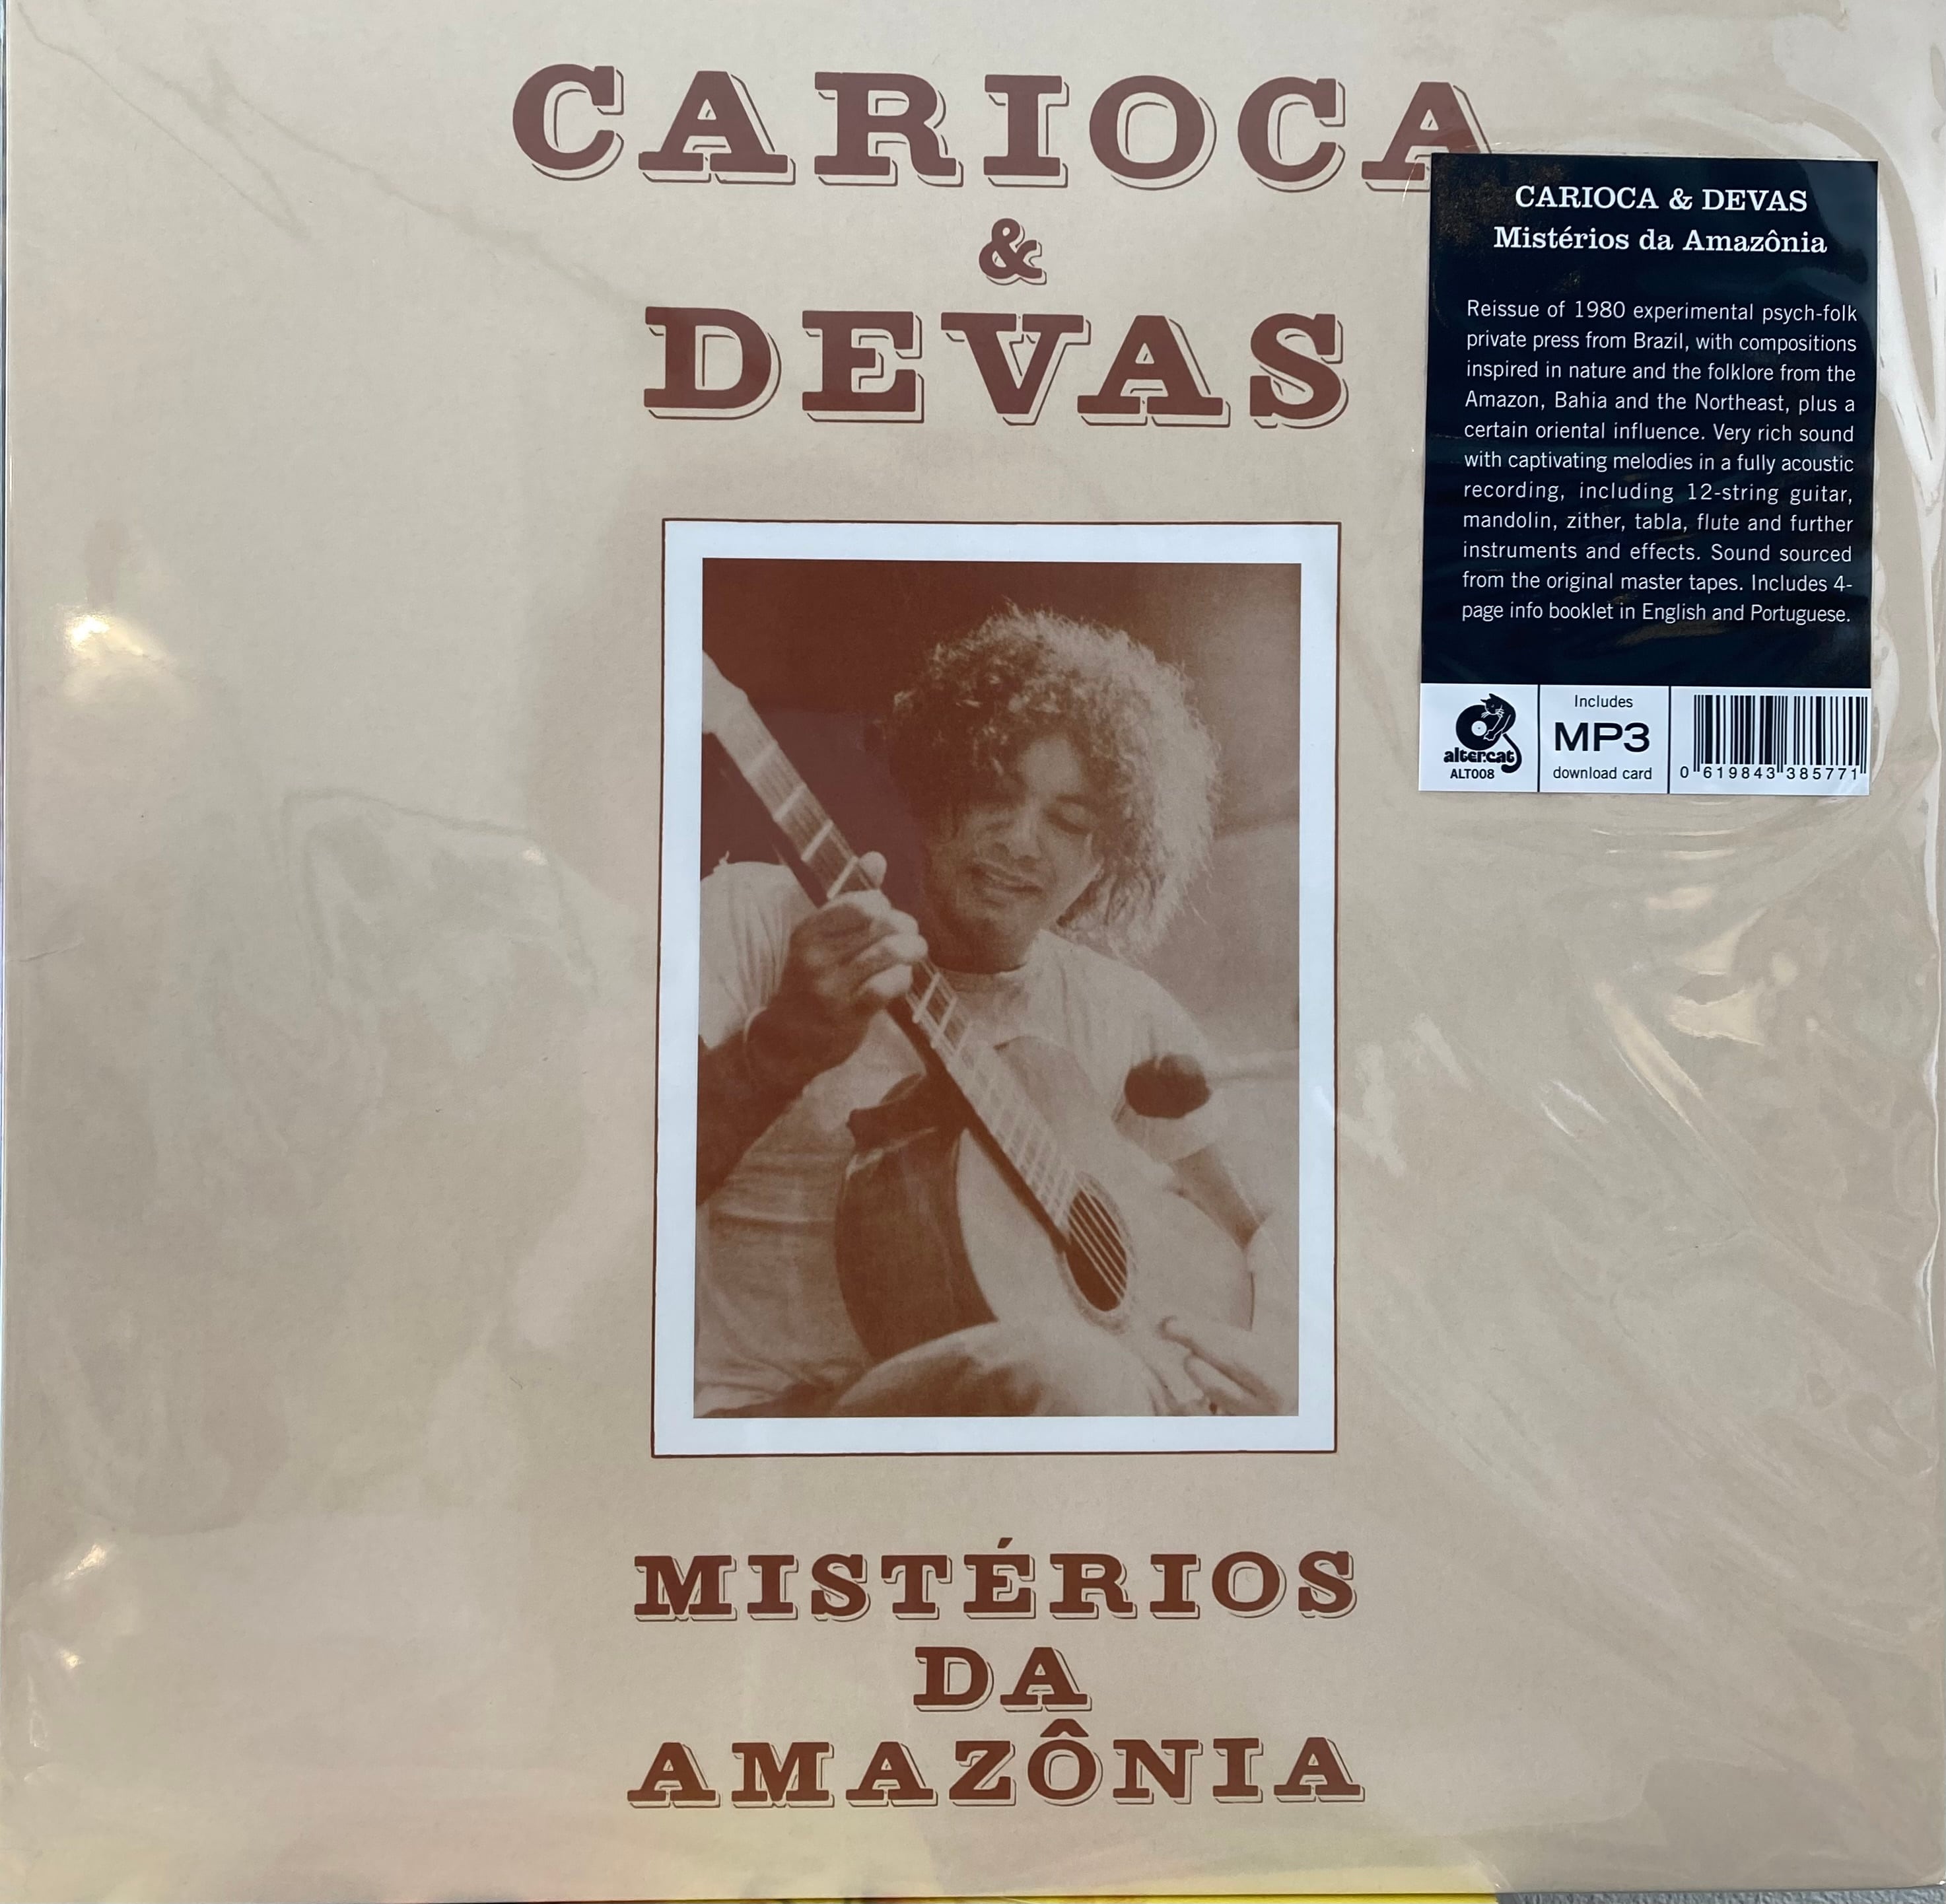 CARIOCA
&
DEVAS
CARIOCA & DEVAS
Mistérios da Amazônia
Reissue of 1980 experimental psych-folk
private press from Brazil, with compositions
inspired in nature and the folklore from the
Amazon, Bahia and the Northeast, plus a
certain oriental influence. Very rich sound
with captivating melodies in a fully acoustic
recording, including 12-string guitar,
mandolin, zither, tabla, flute and further
instruments and effects. Sound sourced
from the original master tapes. Includes 4-
page info booklet in English and Portuguese.
altercat
ALT008
Includes
MP3
download card
0 619843 385771
MISTÉRIOS
DA
AMAZÔNIA